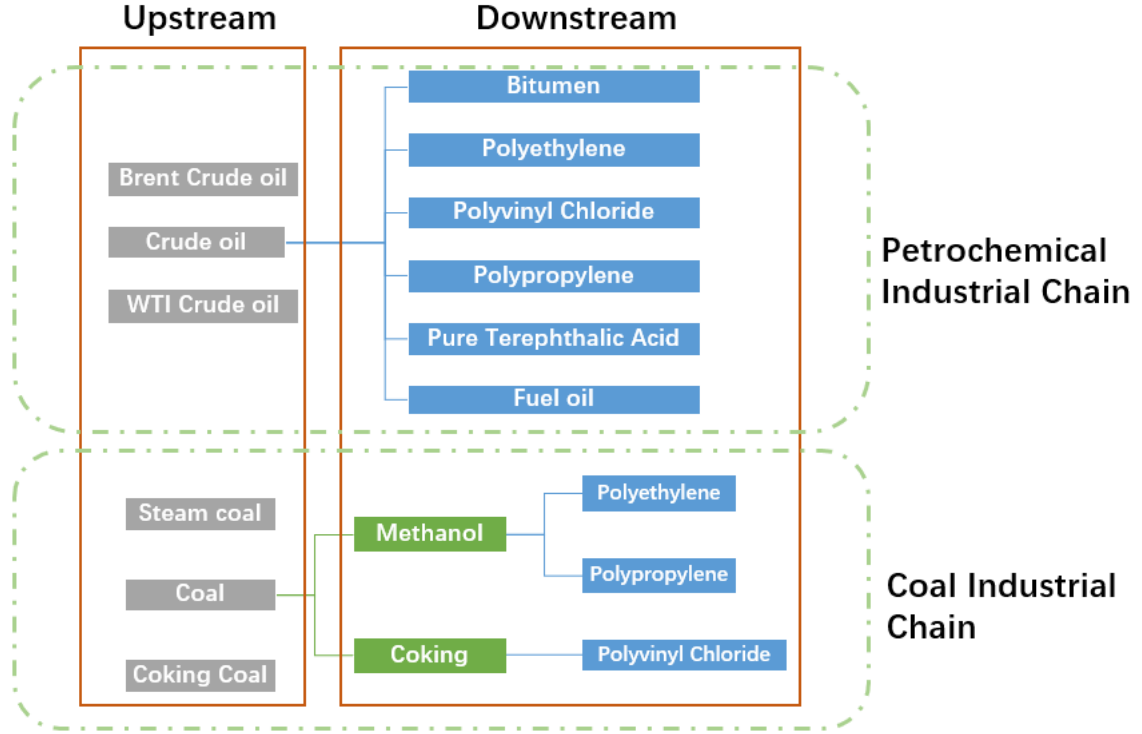 Upstream
Downstream
Bitumen
Polyethylene
Brent Crude oil
Polyvinyl Chloride
Crude oil
Polypropylene
WTI Crude oil
Pure Terephthalic Acid
Fuel oil
Petrochemical
Industrial Chain
Steam coal
Methanol
Polyethylene
Polypropylene
Coal
Coking
Polyvinyl Chloride
Coking Coal
Coal Industrial
Chain